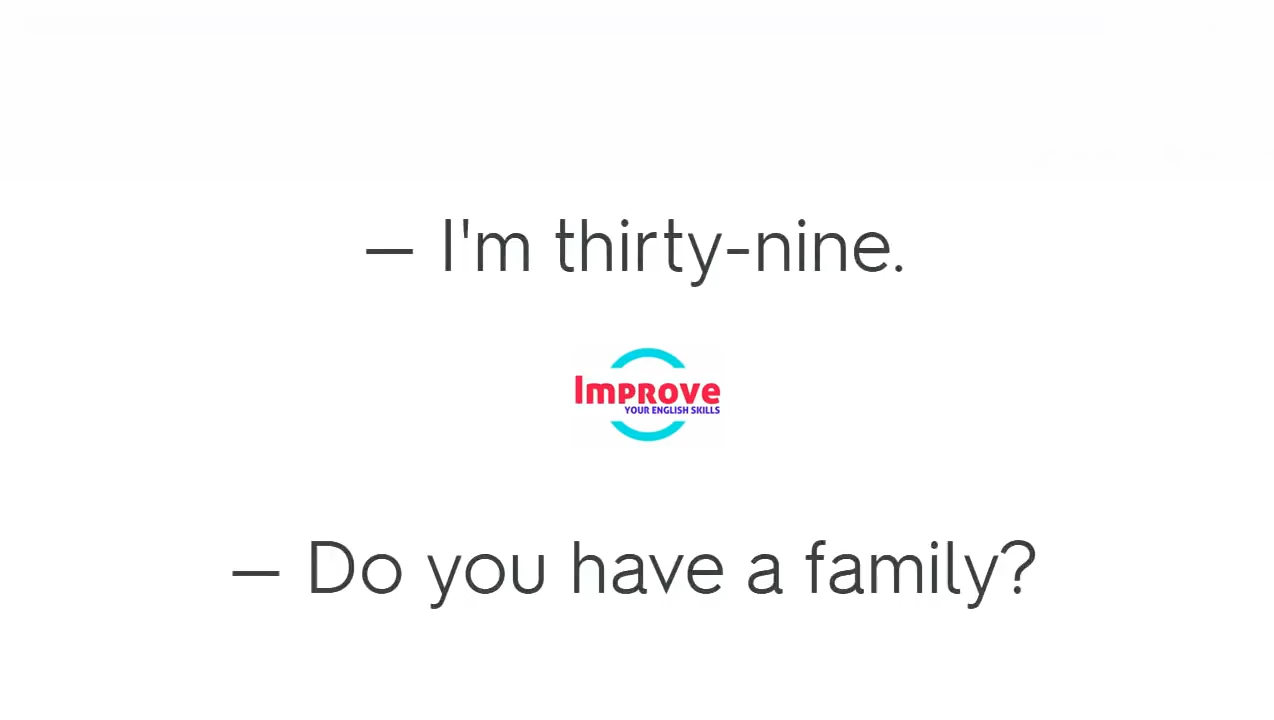 – I'm thirty-nine.
Improve
YOUR ENGLISH SKILLS
– Do you have a family?